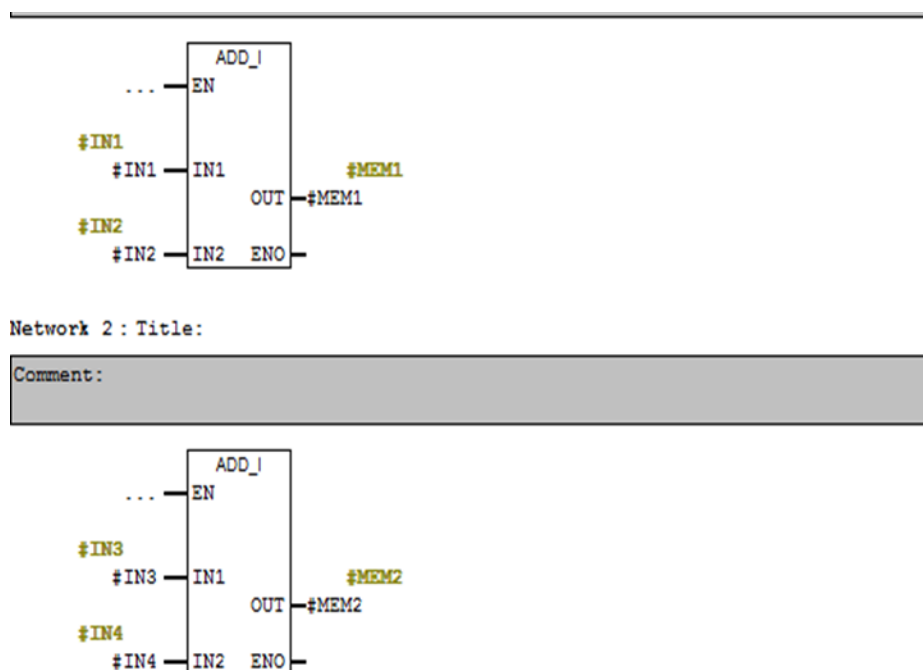 ADD_I
... EN
#IN1
#IN1 IN1 #MEM1
OUT #MEM1
#IN2
#IN2 IN2 ENO
Network 2 : Title:
Comment:
ADD_I
... EN
#IN3
#IN3 IN1 #MEM2
OUT #MEM2
#IN4
#IN4 IN2 ENO